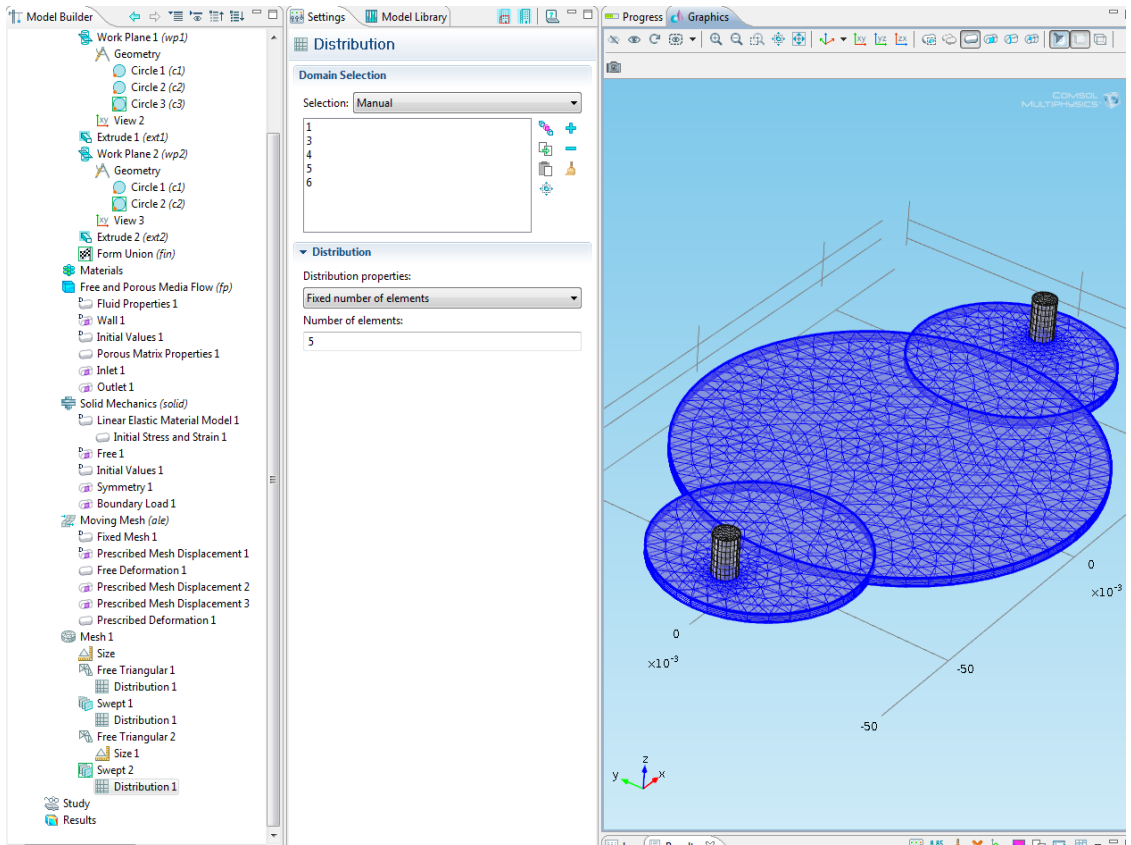 Model Builder
Work Plane 1 (wp1)
Geometry
Circle 1 (c1)
Circle 2 (c2)
Circle 3 (c3)
xy View 2
Extrude 1 (ext1)
Work Plane 2 (wp2)
Geometry
Circle 1 (c1)
Circle 2 (c2)
xy View 3
Extrude 2 (ext2)
Form Union (fin)
Materials
Free and Porous Media Flow (fp)
Fluid Properties 1
Wall 1
Initial Values 1
Porous Matrix Properties 1
Inlet 1
Outlet 1
Solid Mechanics (solid)
Linear Elastic Material Model 1
Initial Stress and Strain 1
Free 1
Initial Values 1
Symmetry 1
Boundary Load 1
Moving Mesh (ale)
Fixed Mesh 1
Prescribed Mesh Displacement 1
Free Deformation 1
Prescribed Mesh Displacement 2
Prescribed Mesh Displacement 3
Prescribed Deformation 1
Mesh 1
Size
Free Triangular 1
Distribution 1
Swept 1
Distribution 1
Free Triangular 2
Size 1
Swept 2
Distribution 1
Study
Results
Settings Model Library
Distribution
Domain Selection
Selection: Manual
1
3
4
5
6
Distribution
Distribution properties:
Fixed number of elements
Number of elements:
5
Progress Graphics
xy yz zx
COMSOL
MULTIPHYSICS
0
×10⁻³
0
×10⁻³
-50
-50
z
y x